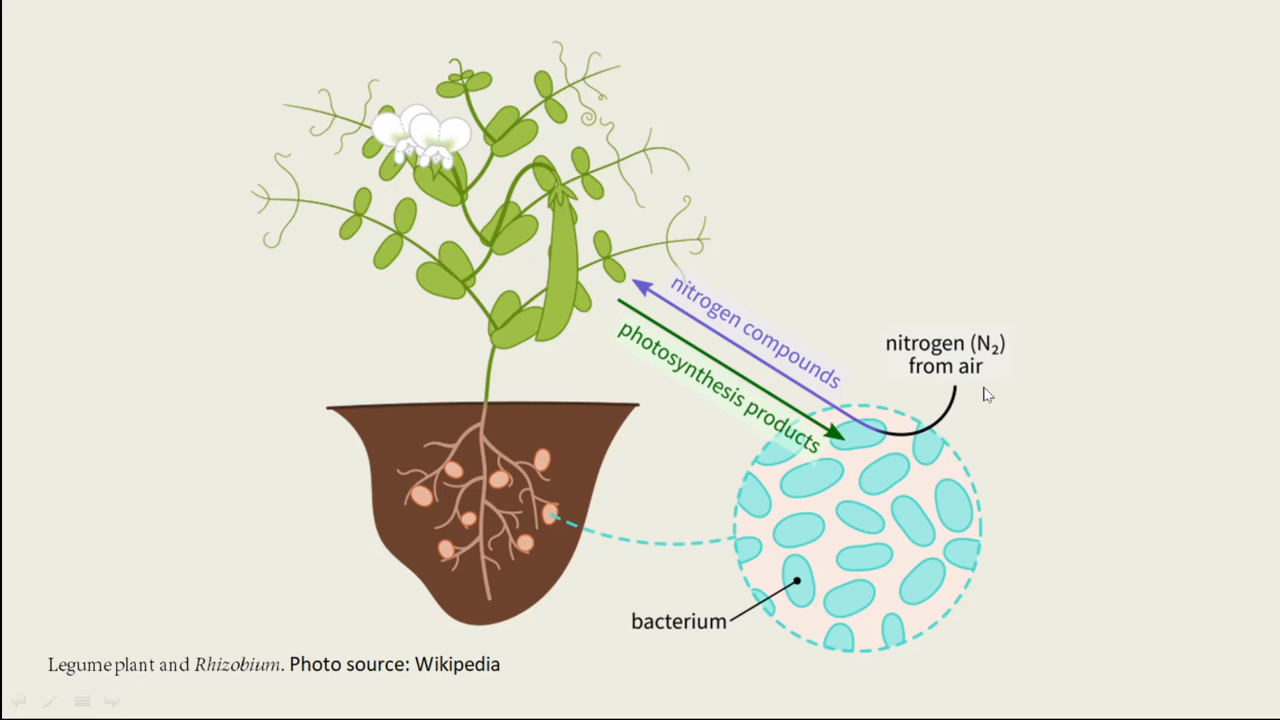 nitrogen compounds
photosynthesis products
nitrogen (N₂)
from air
bacterium
Legume plant and Rhizobium. Photo source: Wikipedia